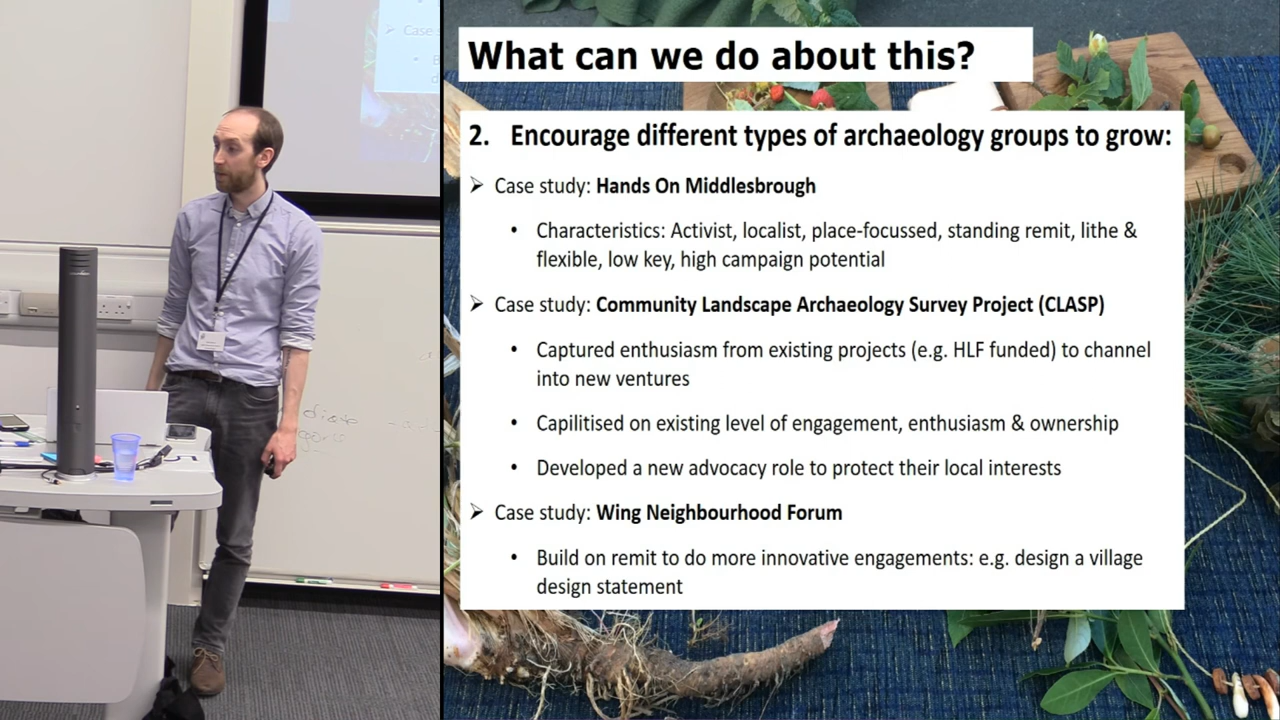 What can we do about this?
2. Encourage different types of archaeology groups to grow:
➢ Case study: Hands On Middlesbrough
• Characteristics: Activist, localist, place-focussed, standing remit, lithe &
flexible, low key, high campaign potential
➢ Case study: Community Landscape Archaeology Survey Project (CLASP)
• Captured enthusiasm from existing projects (e.g. HLF funded) to channel
into new ventures
• Capilitised on existing level of engagement, enthusiasm & ownership
• Developed a new advocacy role to protect their local interests
➢ Case study: Wing Neighbourhood Forum
• Build on remit to do more innovative engagements: e.g. design a village
design statement